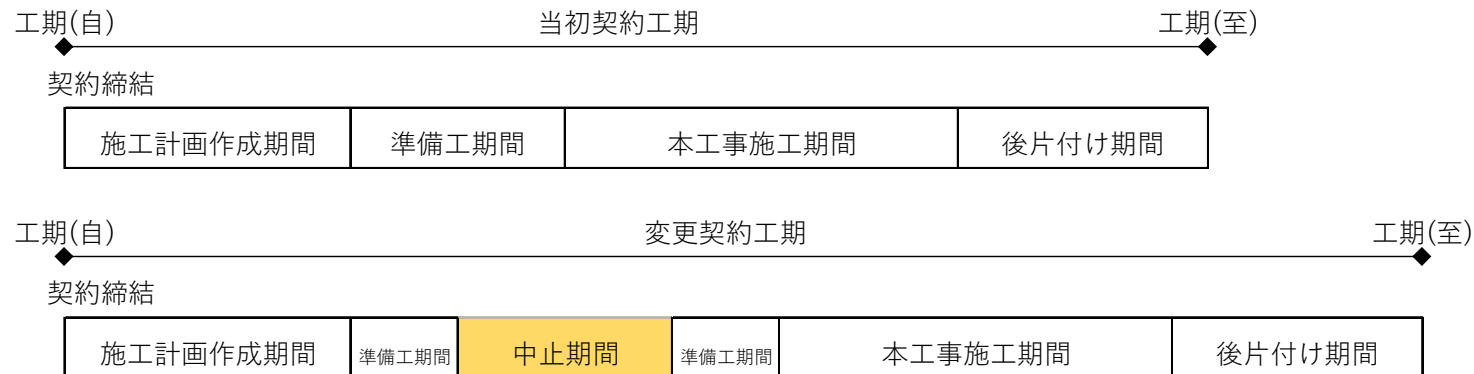 工期(自) 当初契約工期 工期(至)
契約締結
施工計画作成期間 準備工期間 本工事施工期間 後片付け期間
工期(自) 変更契約工期 工期(至)
契約締結
施工計画作成期間 準備工期間 中止期間 準備工期間 本工事施工期間 後片付け期間